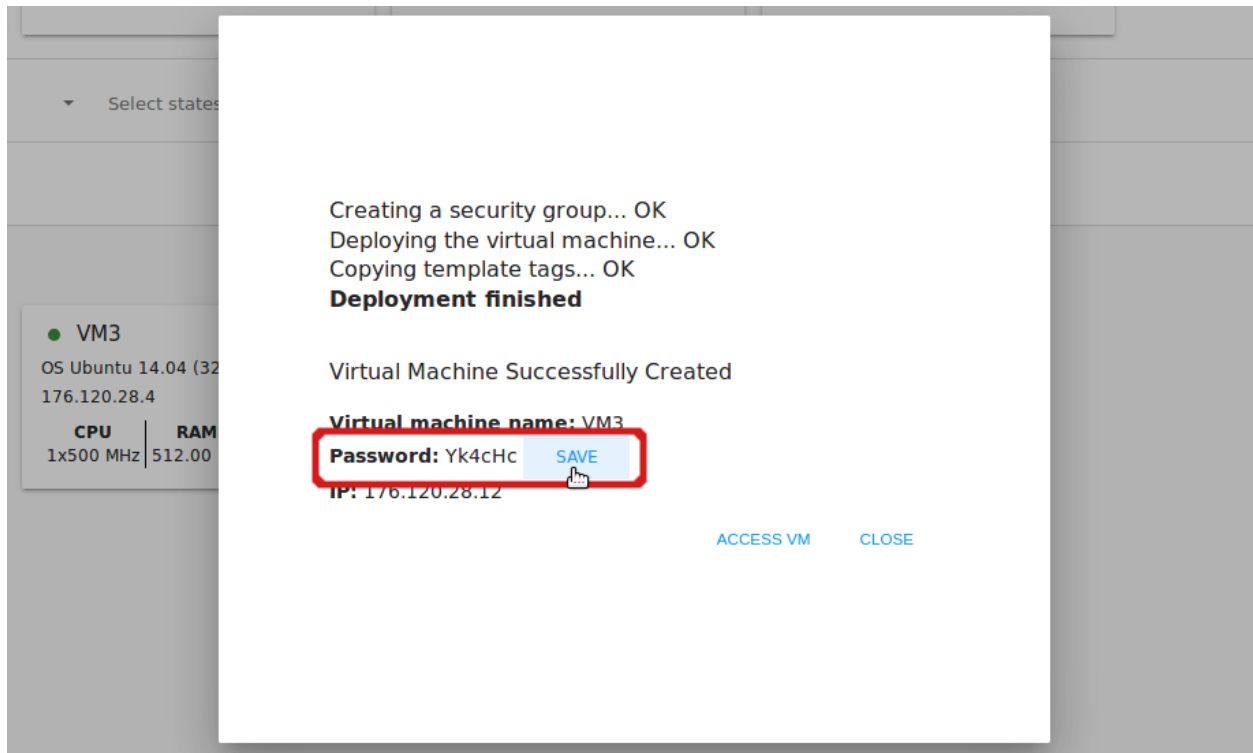 Select states
Creating a security group... OK
Deploying the virtual machine... OK
Copying template tags... OK
Deployment finished
VM3
OS Ubuntu 14.04 (32
176.120.28.4
CPU RAM
1x500 MHz 512.00
Virtual Machine Successfully Created
Virtual machine name: VM3
Password: Yk4cHc SAVE
IP: 176.120.28.12
ACCESS VM CLOSE